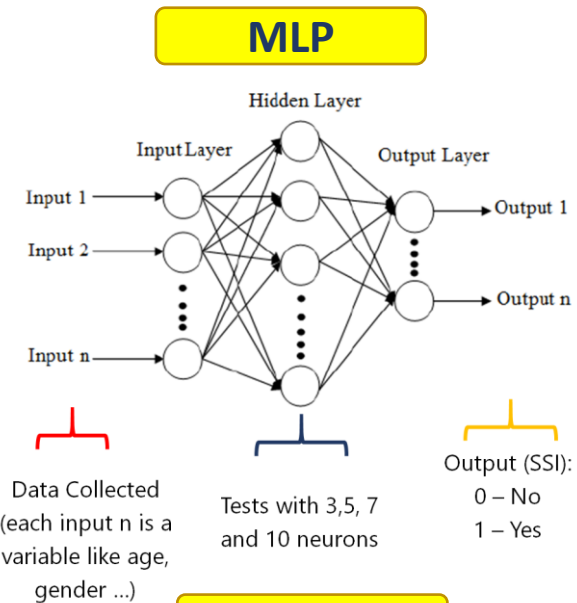 MLP
Hidden Layer
Input Layer
Output Layer
Input 1
Output 1
Input 2
Output n
Input n
Data Collected
(each input n is a
variable like age,
gender ...)
Tests with 3,5, 7
and 10 neurons
Output (SSI):
0 – No
1 – Yes